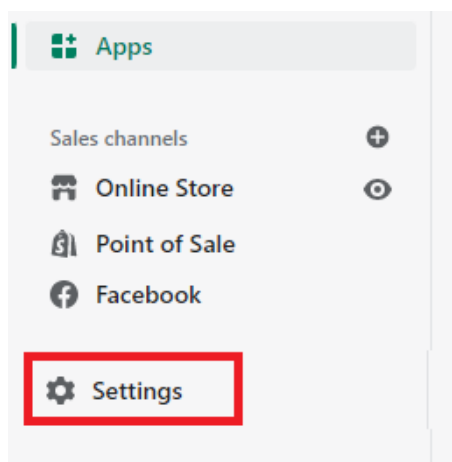 Apps
Sales channels
Online Store
Point of Sale
Facebook
Settings